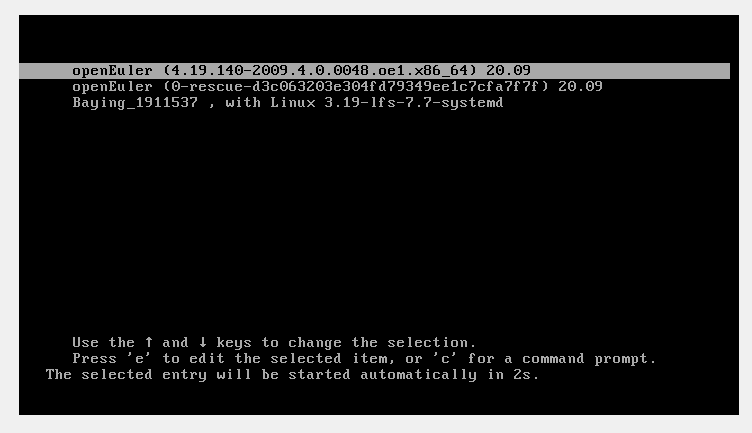 openEuler (4.19.140-2009.4.0.0048.oe1.x86_64) 20.09
openEuler (0-rescue-d3c063203e304fd79349ee1c7cfa7f7f) 20.09
Baying_1911537 , with Linux 3.19-lfs-7.7-systemd
Use the ↑ and ↓ keys to change the selection.
Press 'e' to edit the selected item, or 'c' for a command prompt.
The selected entry will be started automatically in 2s.